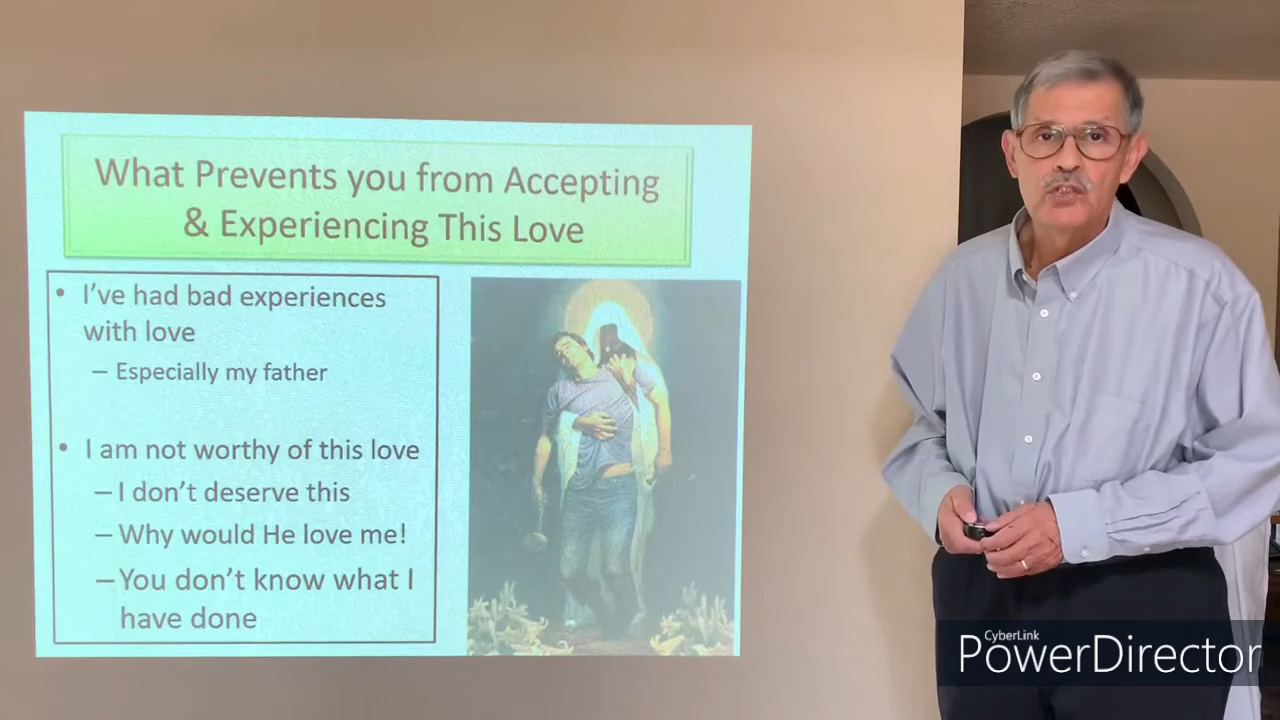 What Prevents you from Accepting
& Experiencing This Love
• I've had bad experiences
with love
– Especially my father
• I am not worthy of this love
– I don't deserve this
– Why would He love me!
– You don't know what I
have done
CyberLink
PowerDirector